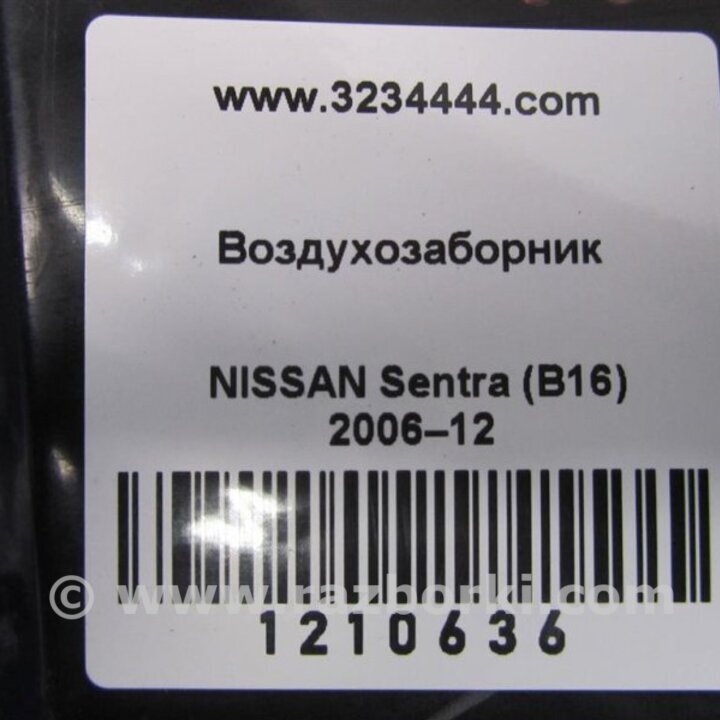 www.3234444.com
Воздухозаборник
NISSAN Sentra (B16)
2006–12
© www.razborki.com
1210636